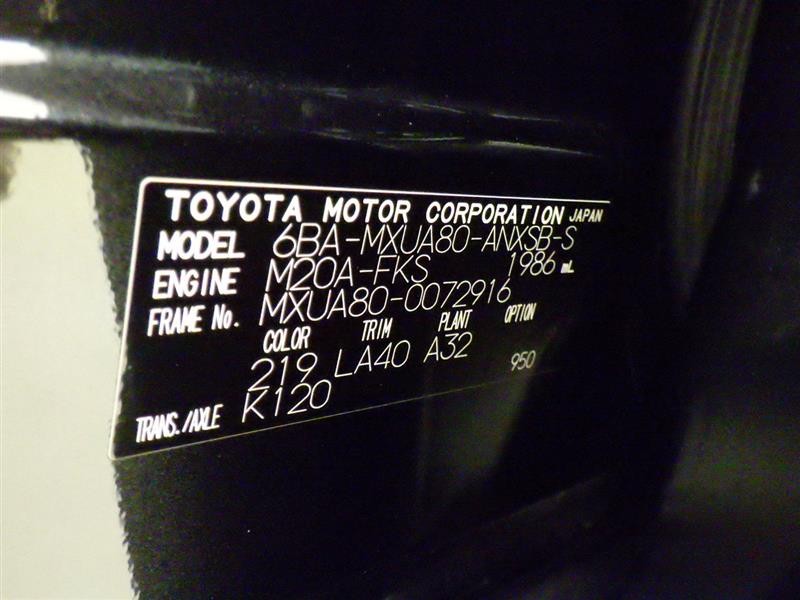 TOYOTA MOTOR CORPORATION JAPAN
MODEL 6BA-MXUA80-ANXSB-S
ENGINE M20A-FKS 1986 mL
FRAME No. MXUA80-0072916
COLOR TRIM PLANT OPTION
219 LA40 A32 950
TRANS./AXLE K120